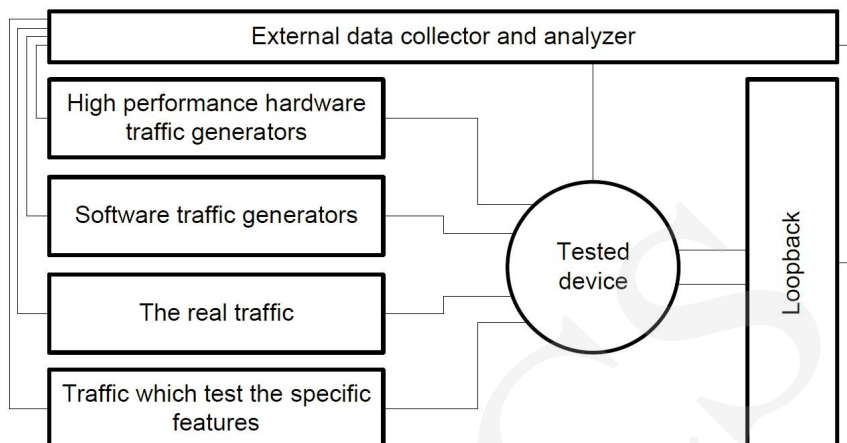 External data collector and analyzer
High performance hardware
traffic generators
Software traffic generators
The real traffic
Traffic which test the specific
features
Tested
device
Loopback